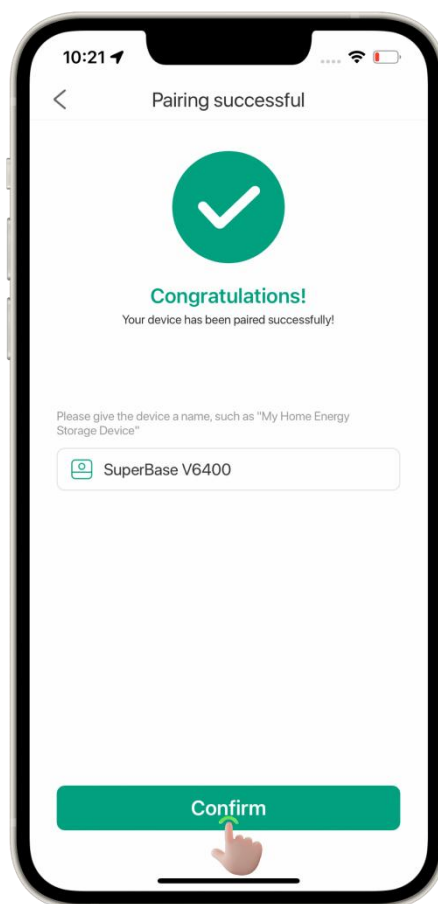 10:21
Pairing successful
Congratulations!
Your device has been paired successfully!
Please give the device a name, such as "My Home Energy
Storage Device"
SuperBase V6400
Confirm